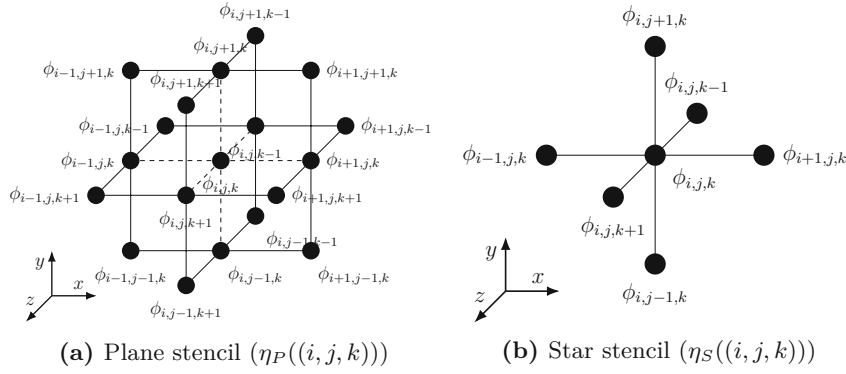 ϕ_{i,j+1,k−1}
ϕ_{i,j+1,k}
ϕ_{i−1,j+1,k}
ϕ_{i,j+1,k+1}
ϕ_{i+1,j+1,k}
ϕ_{i−1,j,k−1}
ϕ_{i+1,j,k−1}
ϕ_{i−1,j,k}
ϕ_{i,j,k−1}
ϕ_{i+1,j,k}
ϕ_{i,j,k}
ϕ_{i−1,j,k+1}
ϕ_{i,j,k+1}
ϕ_{i+1,j,k+1}
ϕ_{i,j−1,k−1}
ϕ_{i−1,j−1,k}
ϕ_{i,j−1,k}
ϕ_{i+1,j−1,k}
ϕ_{i,j−1,k+1}
y
x
z
(a) Plane stencil (η_P((i, j, k)))
ϕ_{i,j+1,k}
ϕ_{i,j,k−1}
ϕ_{i−1,j,k}
ϕ_{i+1,j,k}
ϕ_{i,j,k}
ϕ_{i,j,k+1}
ϕ_{i,j−1,k}
y
x
z
(b) Star stencil (η_S((i, j, k)))